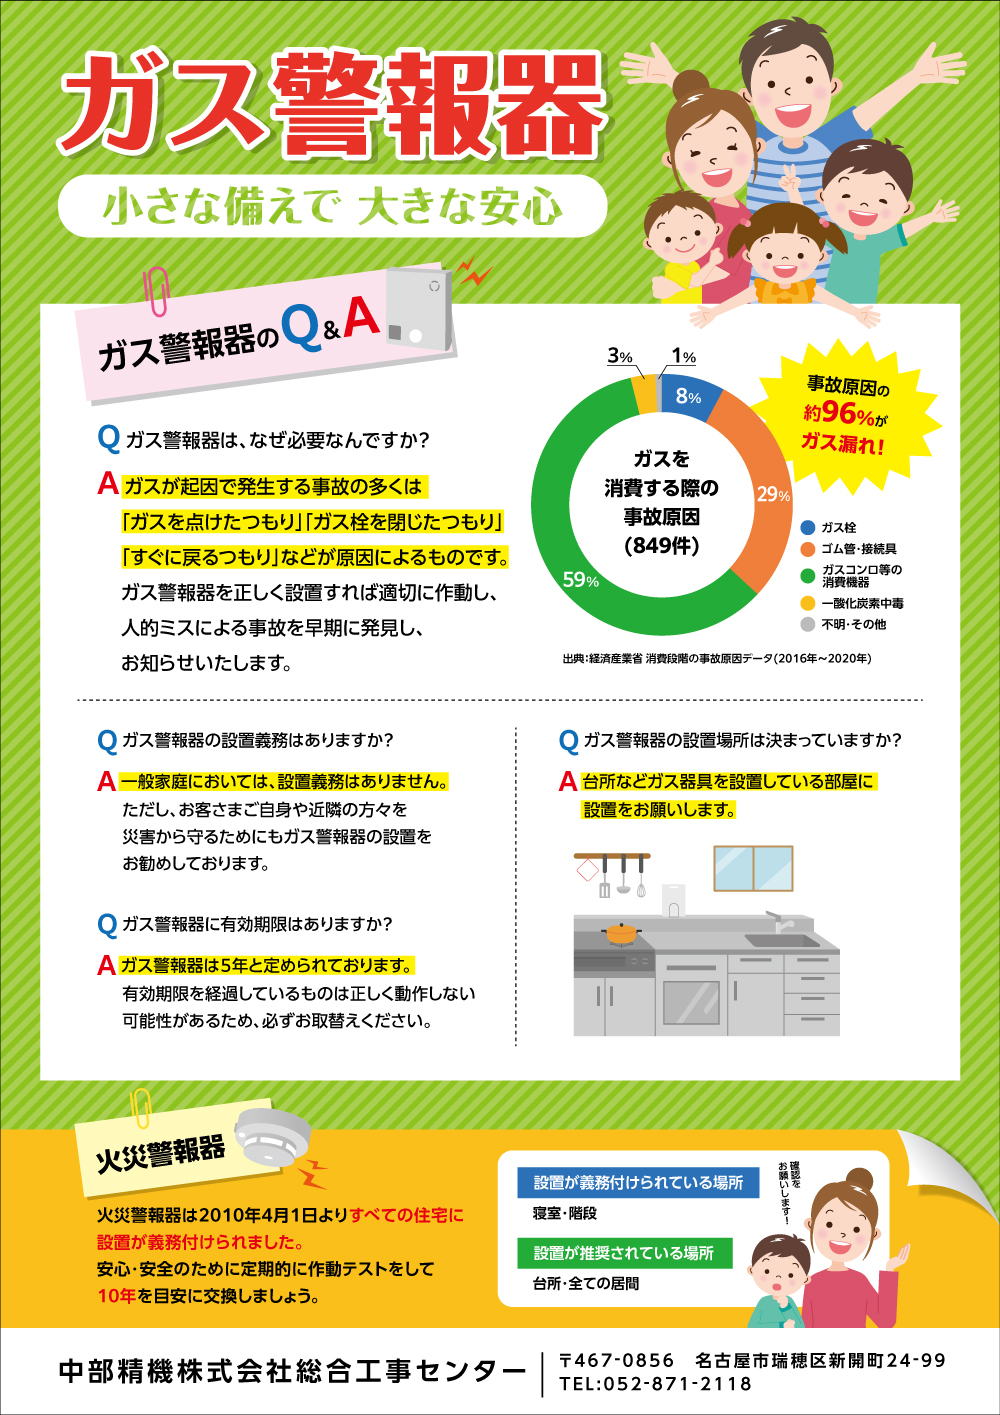 ガス警報器
小さな備えで 大きな安心
ガス警報器のQ&A
Q ガス警報器は、なぜ必要なんですか?
A ガスが起因で発生する事故の多くは
「ガスを点けたつもり」「ガス栓を閉じたつもり」
「すぐに戻るつもり」などが原因によるものです。
ガス警報器を正しく設置すれば適切に作動し、
人的ミスによる事故を早期に発見し、
お知らせいたします。
3%
1%
8%
29%
59%
ガスを
消費する際の
事故原因
(849件)
事故原因の
約96%が
ガス漏れ!
ガス栓
ゴム管・接続具
ガスコンロ等の
消費機器
一酸化炭素中毒
不明・その他
出典:経済産業省 消費段階の事故原因データ(2016年〜2020年)
Q ガス警報器の設置義務はありますか?
A 一般家庭においては、設置義務はありません。
ただし、お客さまご自身や近隣の方々を
災害から守るためにもガス警報器の設置を
お勧めしております。
Q ガス警報器に有効期限はありますか?
A ガス警報器は5年と定められております。
有効期限を経過しているものは正しく動作しない
可能性があるため、必ずお取替えください。
Q ガス警報器の設置場所は決まっていますか?
A 台所などガス器具を設置している部屋に
設置をお願いします。
火災警報器
火災警報器は2010年4月1日よりすべての住宅に
設置が義務付けられました。
安心・安全のために定期的に作動テストをして
10年を目安に交換しましょう。
設置が義務付けられている場所
寝室・階段
設置が推奨されている場所
台所・全ての居間
確認を
お願いします!
中部精機株式会社総合工事センター
〒467-0856 名古屋市瑞穂区新開町24-99
TEL:052-871-2118